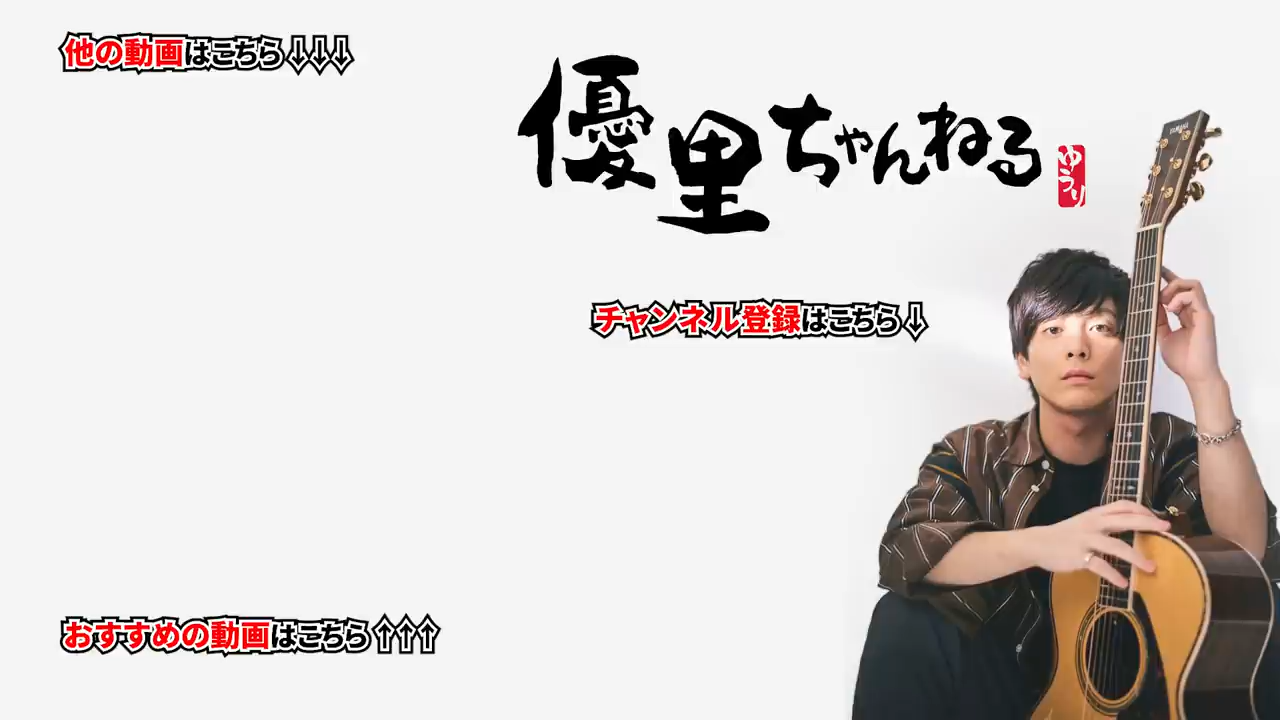 他の動画はこちら↓↓↓
優里ちゃんねる
ゆうり
YAMAHA
チャンネル登録はこちら↓
おすすめの動画はこちら↑↑↑